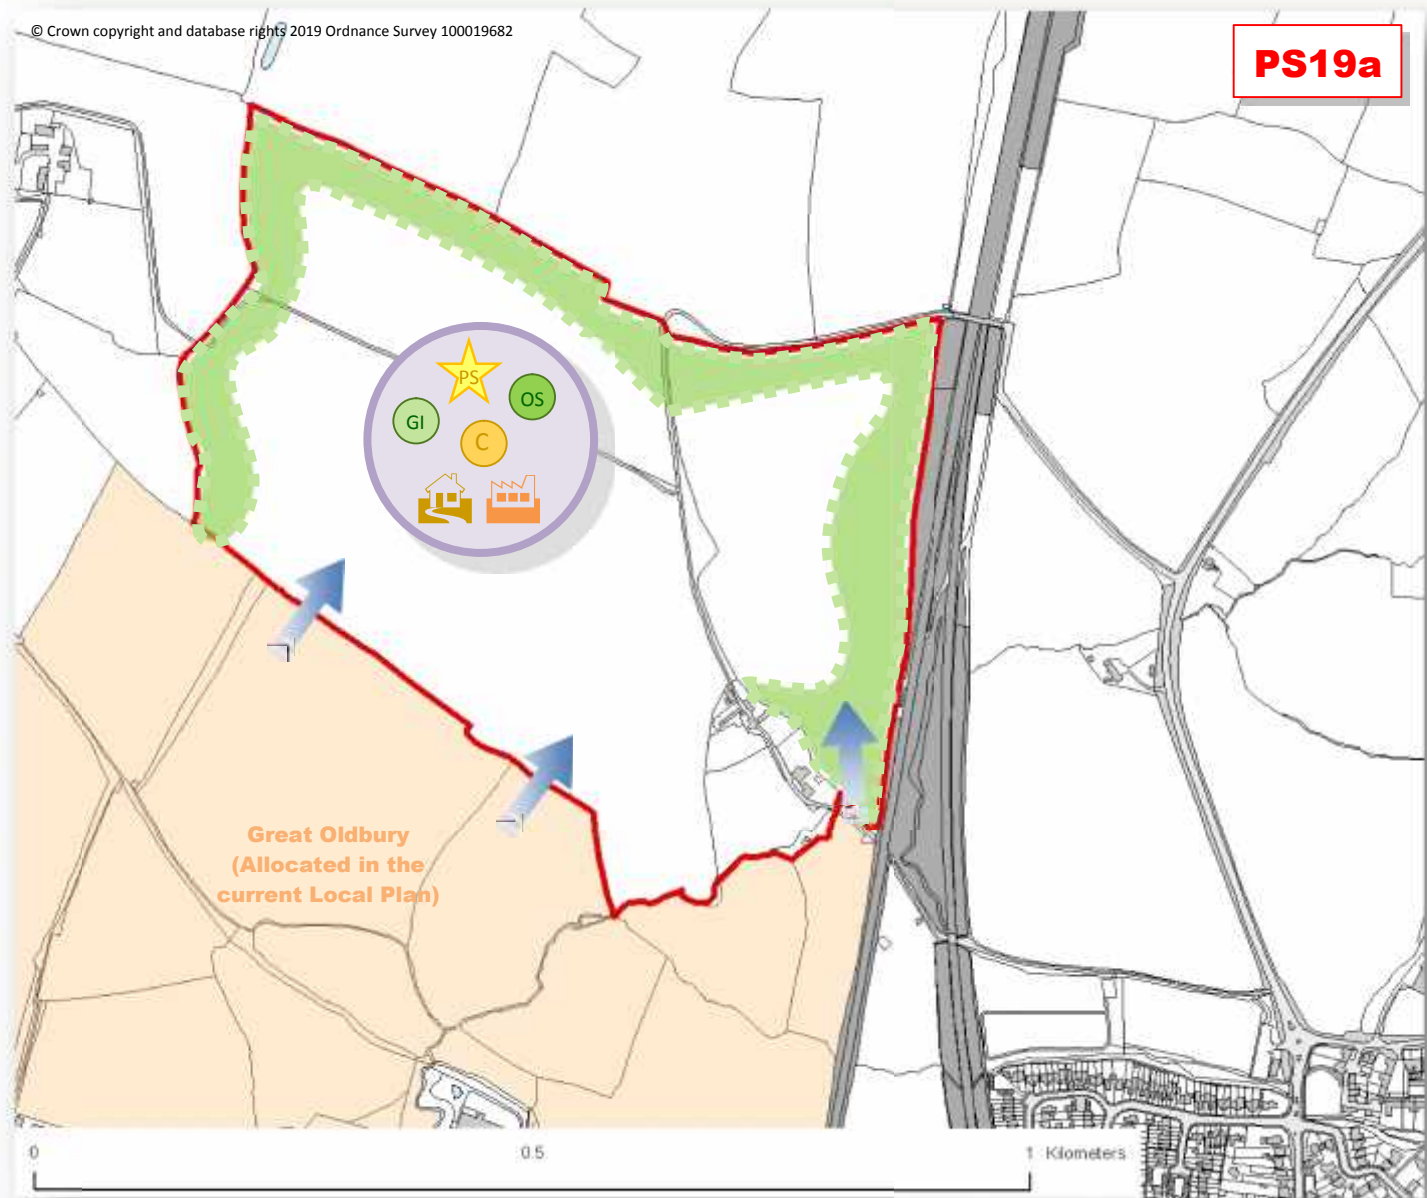 © Crown copyright and database rights 2019 Ordnance Survey 100019682
PS19a
PS
OS
GI
C
Great Oldbury
(Allocated in the
current Local Plan)
0
0.5
1 Kilometers